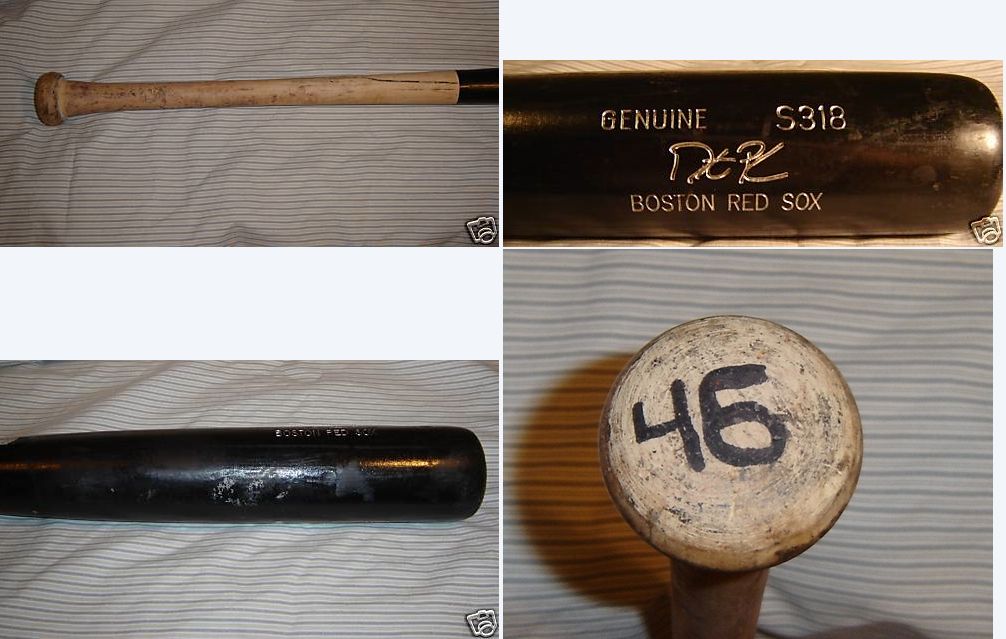 GENUINE S318
BOSTON RED SOX
BOSTON RED SOX
46